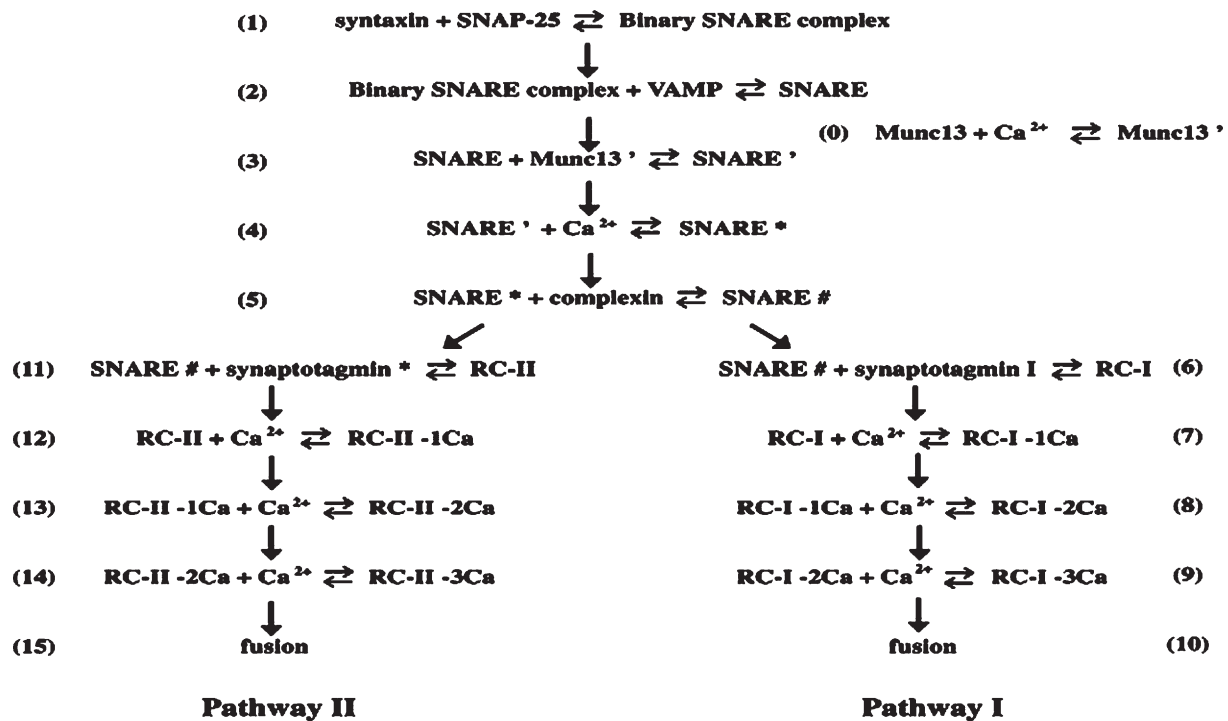 (1) syntaxin + SNAP-25 ⇄ Binary SNARE complex
(2) Binary SNARE complex + VAMP ⇄ SNARE
(0) Munc13 + Ca²⁺ ⇄ Munc13 ’
(3) SNARE + Munc13 ’ ⇄ SNARE ’
(4) SNARE ’ + Ca²⁺ ⇄ SNARE *
(5) SNARE * + complexin ⇄ SNARE #
(11) SNARE # + synaptotagmin * ⇄ RC-II
SNARE # + synaptotagmin I ⇄ RC-I (6)
(12) RC-II + Ca²⁺ ⇄ RC-II -1Ca
RC-I + Ca²⁺ ⇄ RC-I -1Ca (7)
(13) RC-II -1Ca + Ca²⁺ ⇄ RC-II -2Ca
RC-I -1Ca + Ca²⁺ ⇄ RC-I -2Ca (8)
(14) RC-II -2Ca + Ca²⁺ ⇄ RC-II -3Ca
RC-I -2Ca + Ca²⁺ ⇄ RC-I -3Ca (9)
(15) fusion
fusion (10)
Pathway II
Pathway I